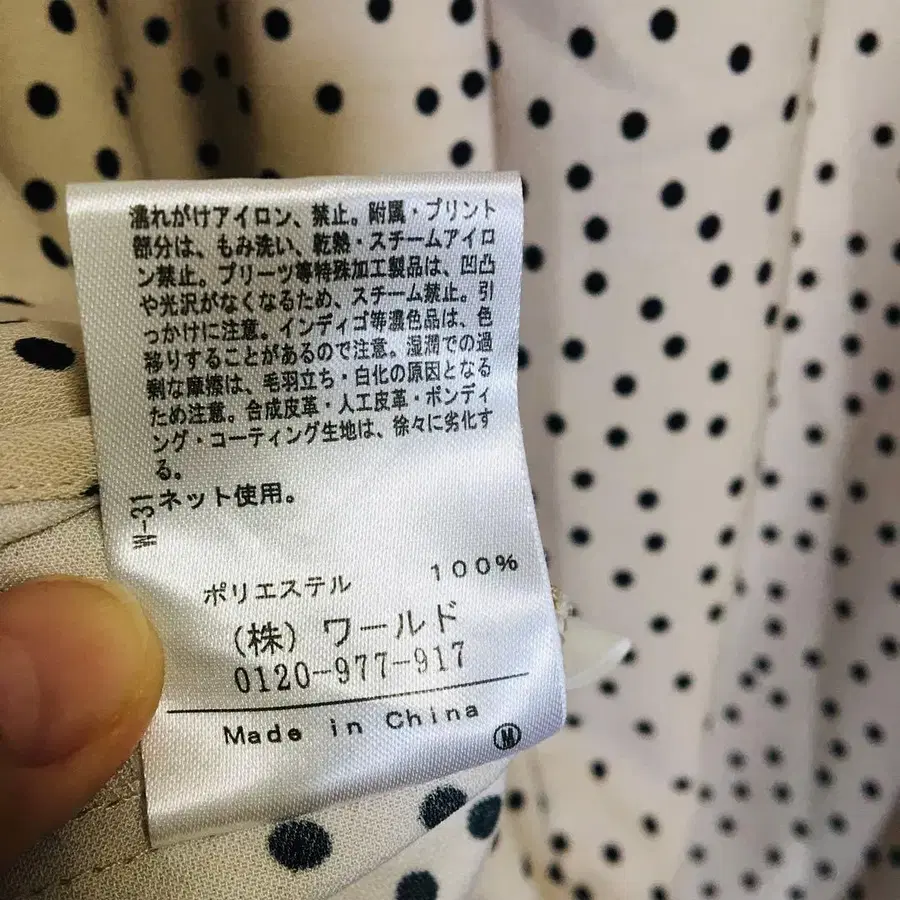 濡れがけアイロン、禁止。附属・プリント
部分は、もみ洗い、乾熱・スチームアイロ
ン禁止。プリーツ等特殊加工製品は、凹凸
や光沢がなくなるため、スチーム禁止。引
っかけに注意。インディゴ等濃色品は、色
移りすることがあるので注意。湿潤での過
剰な摩擦は、毛羽立ち・白化の原因となる
ため注意。合成皮革・人工皮革・ボンディ
ング・コーティング生地は、徐々に劣化す
る。
ネット使用。
W-31
ポリエステル 100%
(株)ワールド
0120-977-917
Made in China
M